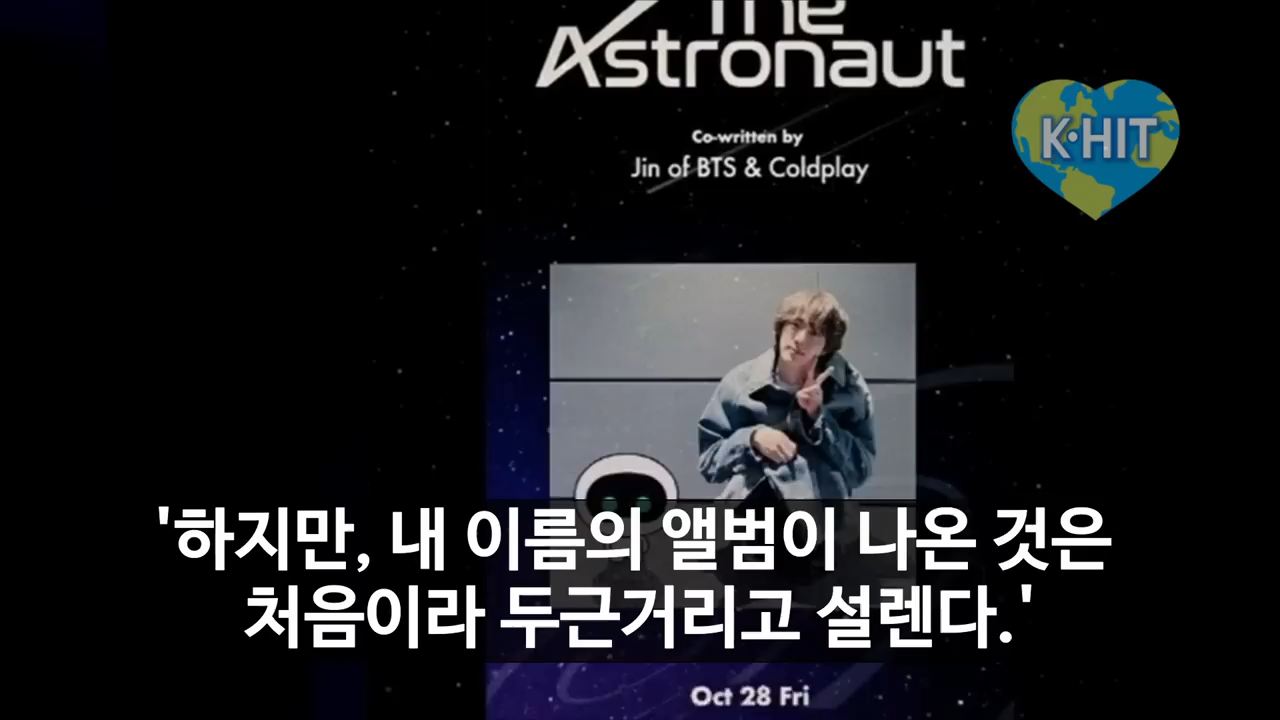 The
Astronaut
Co-written by
Jin of BTS & Coldplay
K·HIT
'하지만, 내 이름의 앨범이 나온 것은
처음이라 두근거리고 설렌다.'
Oct 28 Fri